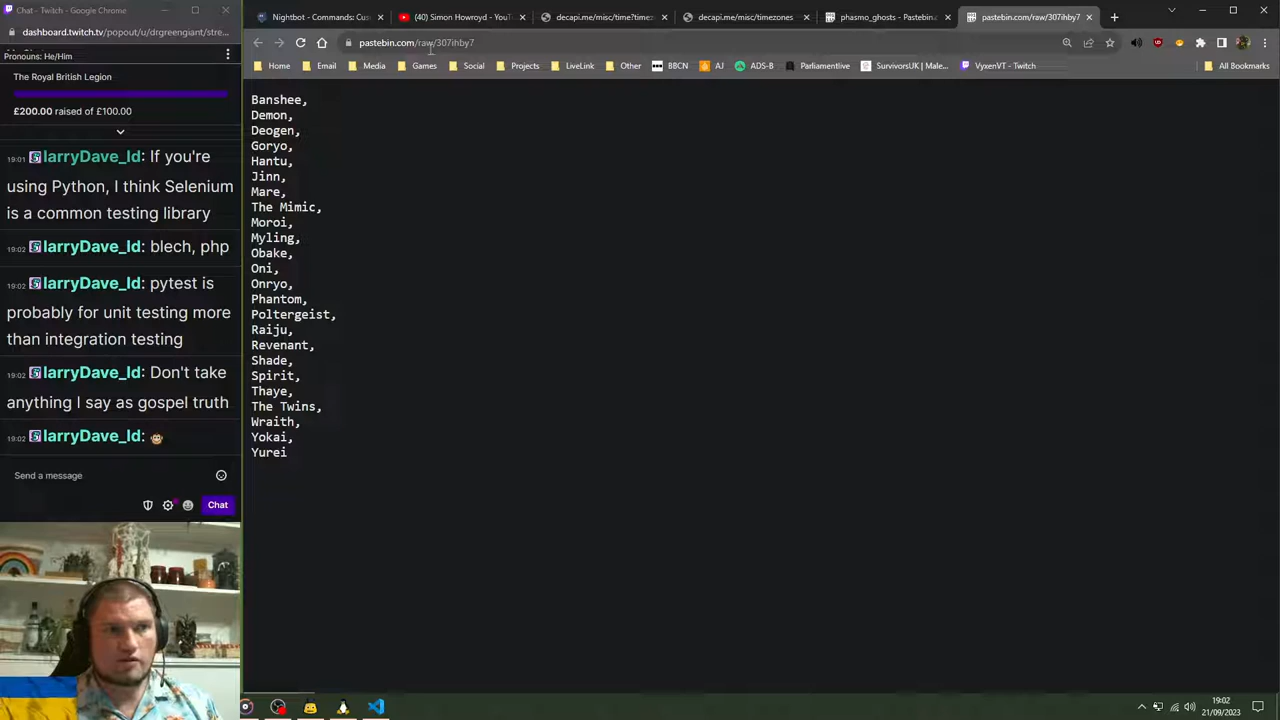 Chat - Twitch - Google Chrome
dashboard.twitch.tv/popout/u/drgreengiant/stre...
Pronouns: He/Him
The Royal British Legion
£200.00 raised of £100.00
19:01 larryDave_ld: If you're
using Python, I think Selenium
is a common testing library
19:02 larryDave_ld: blech, php
19:02 larryDave_ld: pytest is
probably for unit testing more
than integration testing
19:02 larryDave_ld: Don't take
anything I say as gospel truth
19:02 larryDave_ld:
Send a message
Chat
Nightbot - Commands: Cus
(40) Simon Howroyd - YouT
decapi.me/misc/time?timez
decapi.me/misc/timezones
phasmo_ghosts - Pastebin.c
pastebin.com/raw/307ihby7
pastebin.com/raw/307ihby7
Home
Email
Media
Games
Social
Projects
LiveLink
Other
BBCN
AJ
ADS-B
Parliamentlive
SurvivorsUK | Male...
VyxenVT - Twitch
All Bookmarks
Banshee,
Demon,
Deogen,
Goryo,
Hantu,
Jinn,
Mare,
The Mimic,
Moroi,
Myling,
Obake,
Oni,
Onryo,
Phantom,
Poltergeist,
Raiju,
Revenant,
Shade,
Spirit,
Thaye,
The Twins,
Wraith,
Yokai,
Yurei
19:02
21/09/2023